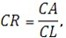 CR = CA/CL.